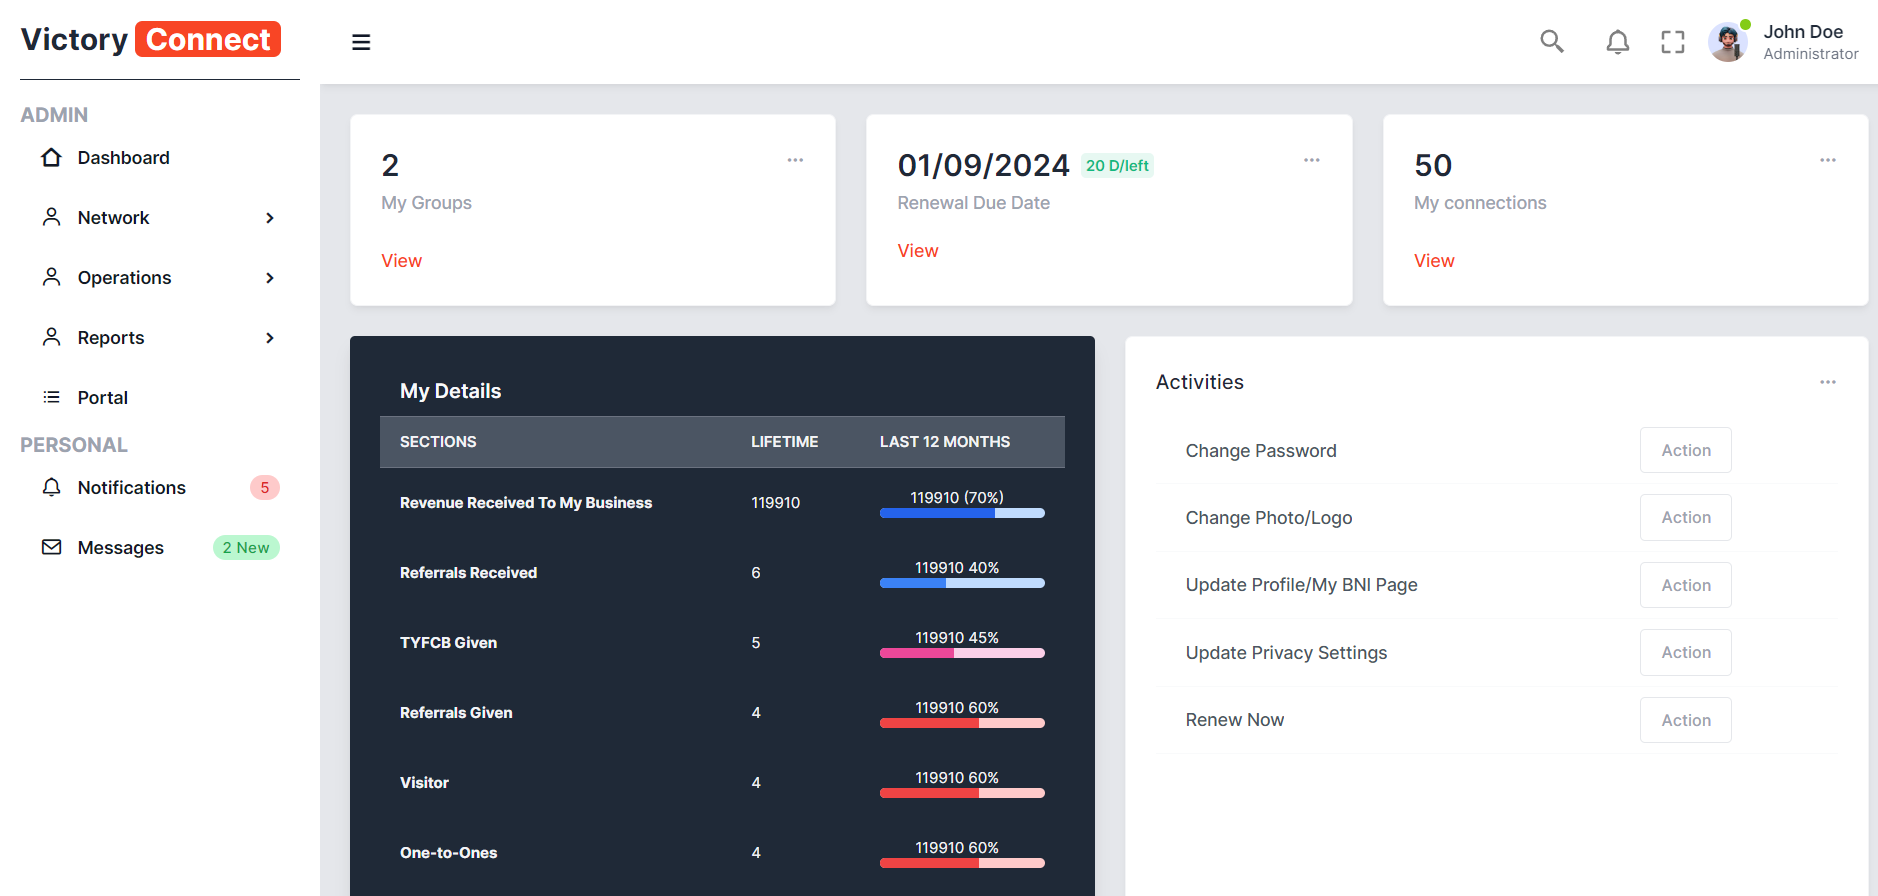 Victory Connect
John Doe
Administrator
ADMIN
Dashboard
Network
Operations
Reports
Portal
PERSONAL
Notifications 5
Messages 2 New
2
My Groups
View
01/09/2024 20 D/left
Renewal Due Date
View
50
My connections
View
My Details
SECTIONS LIFETIME LAST 12 MONTHS
Revenue Received To My Business 119910 119910 (70%)
Referrals Received 6 119910 40%
TYFCB Given 5 119910 45%
Referrals Given 4 119910 60%
Visitor 4 119910 60%
One-to-Ones 4 119910 60%
Activities
Change Password Action
Change Photo/Logo Action
Update Profile/My BNI Page Action
Update Privacy Settings Action
Renew Now Action